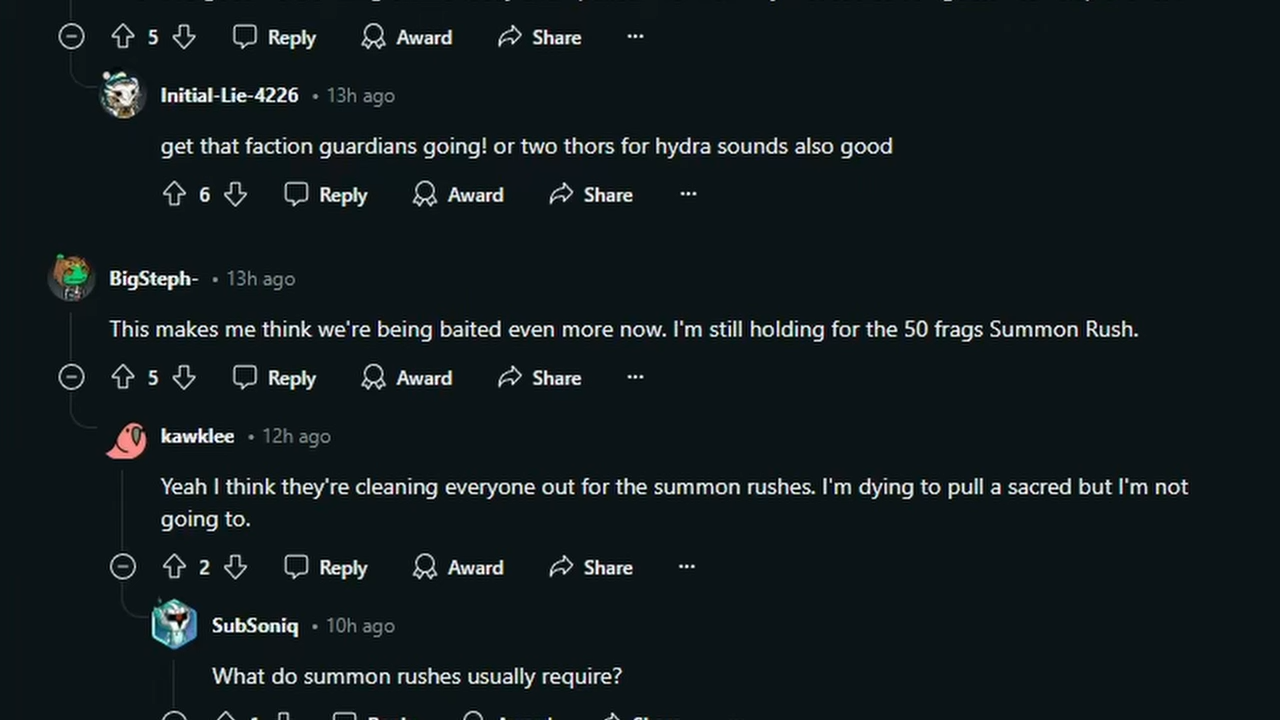 5 Reply Award Share ...
Initial-Lie-4226 • 13h ago
get that faction guardians going! or two thors for hydra sounds also good
6 Reply Award Share ...
BigSteph- • 13h ago
This makes me think we're being baited even more now. I'm still holding for the 50 frags Summon Rush.
5 Reply Award Share ...
kawklee • 12h ago
Yeah I think they're cleaning everyone out for the summon rushes. I'm dying to pull a sacred but I'm not
going to.
2 Reply Award Share ...
SubSoniq • 10h ago
What do summon rushes usually require?